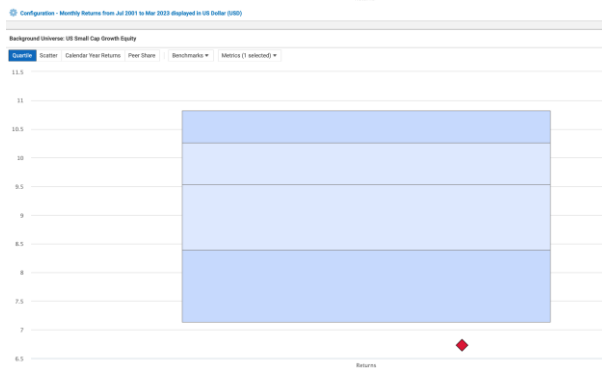 Configuration - Monthly Returns from Jul 2001 to Mar 2023 displayed in US Dollar (USD)
Background Universe: US Small Cap Growth Equity
Quartile Scatter Calendar Year Returns Peer Share Benchmarks Metrics (1 selected)
11.5
11
10.5
10
9.5
9
8.5
8
7.5
7
6.5
Returns